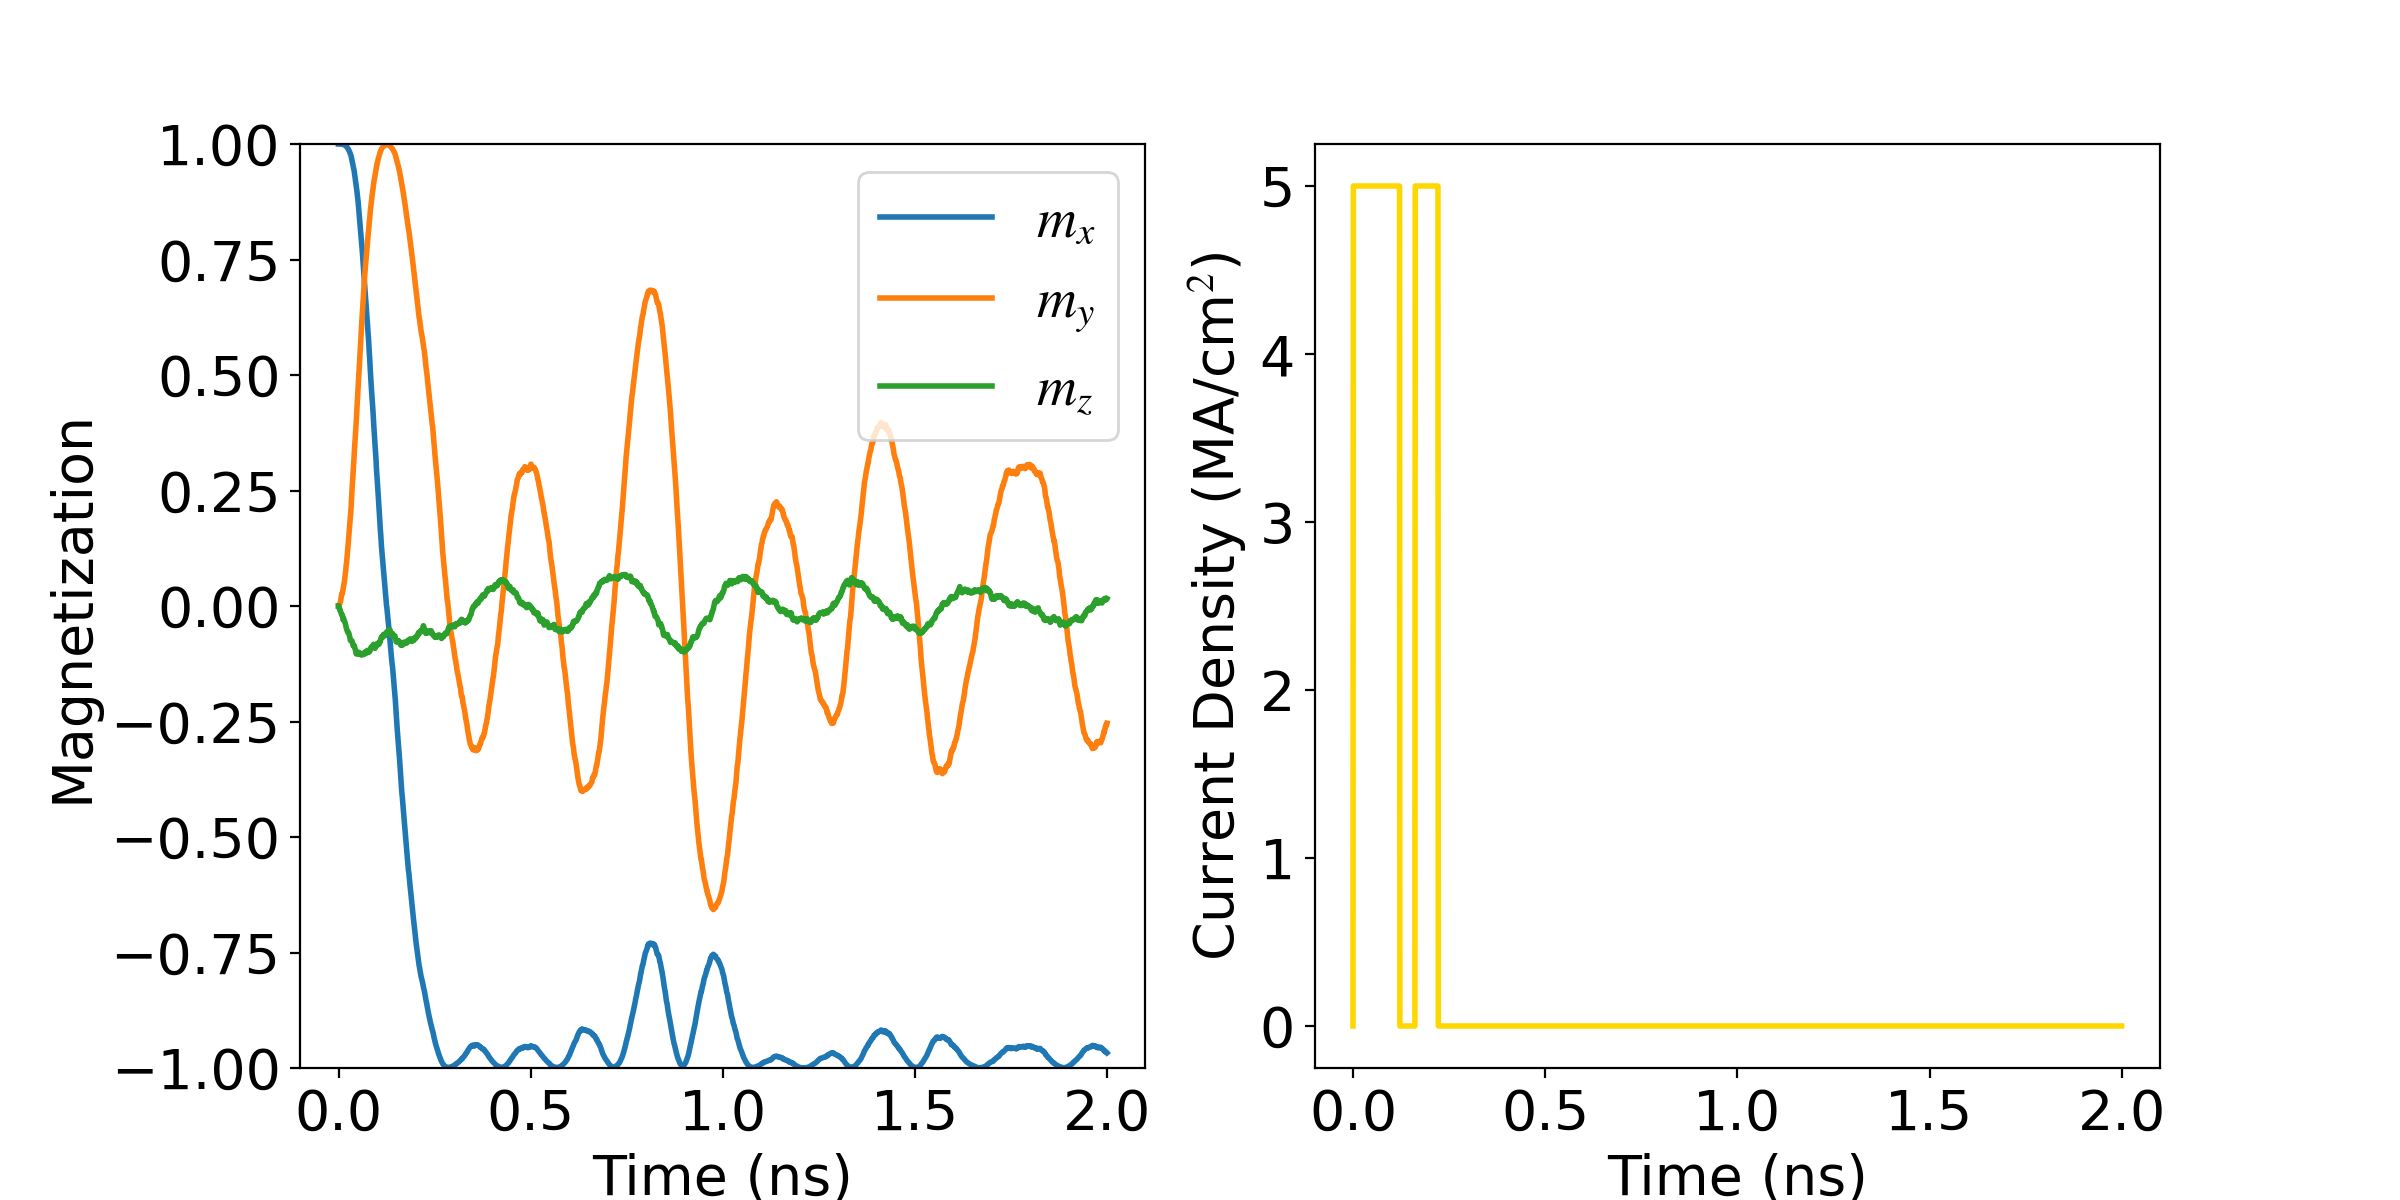 Magnetization
1.00
0.75
0.50
0.25
0.00
−0.25
−0.50
−0.75
−1.00
0.0 0.5 1.0 1.5 2.0
Time (ns)
m_x
m_y
m_z
Current Density (MA/cm²)
5
4
3
2
1
0
0.0 0.5 1.0 1.5 2.0
Time (ns)